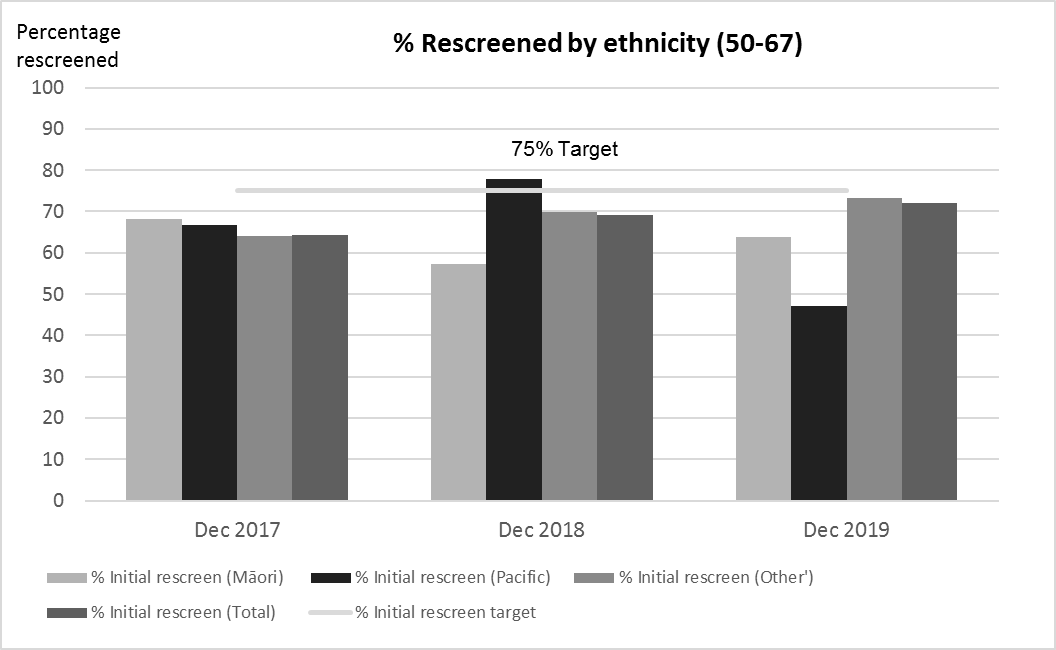 Percentage
rescreened
% Rescreened by ethnicity (50-67)
100
90
80
70
60
50
40
30
20
10
0
75% Target
Dec 2017
Dec 2018
Dec 2019
% Initial rescreen (Māori)
% Initial rescreen (Pacific)
% Initial rescreen (Other')
% Initial rescreen (Total)
% Initial rescreen target